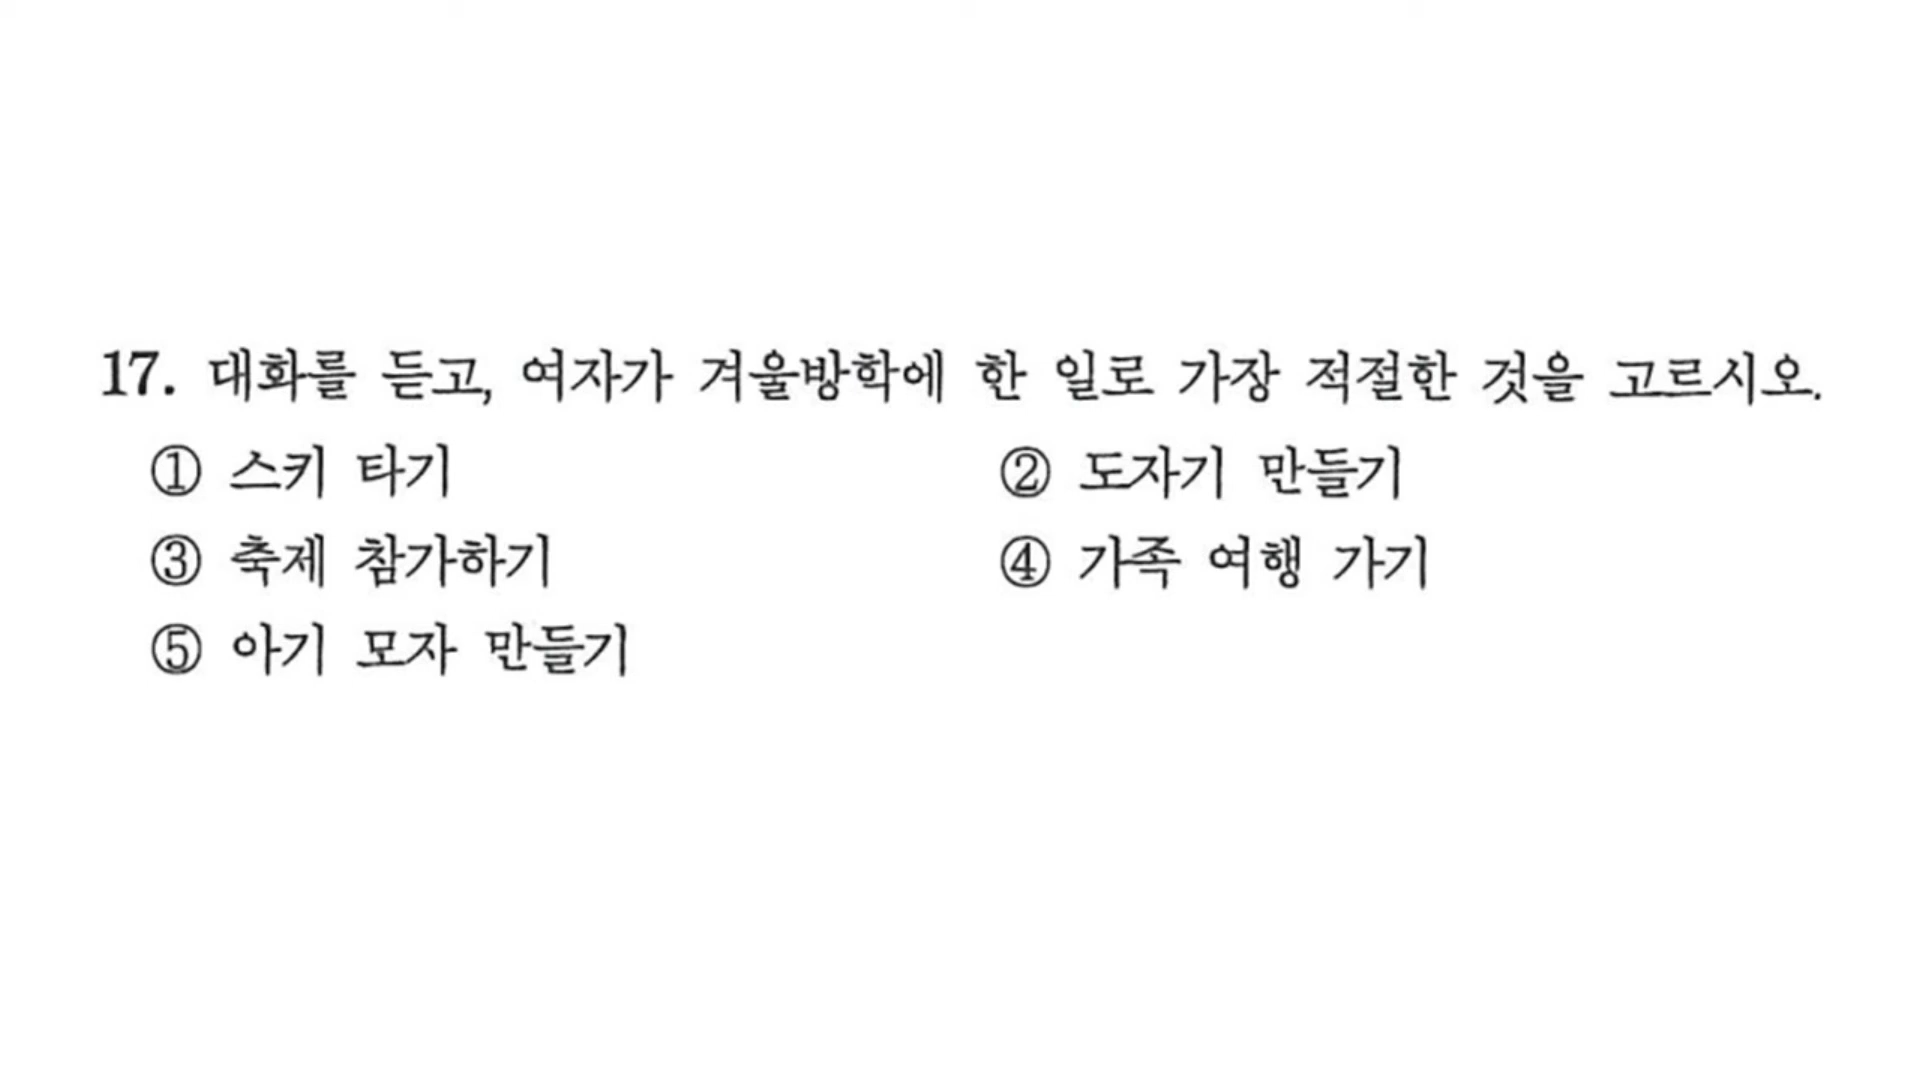 17. 대화를 듣고, 여자가 겨울방학에 한 일로 가장 적절한 것을 고르시오.
① 스키 타기 ② 도자기 만들기
③ 축제 참가하기 ④ 가족 여행 가기
⑤ 아기 모자 만들기